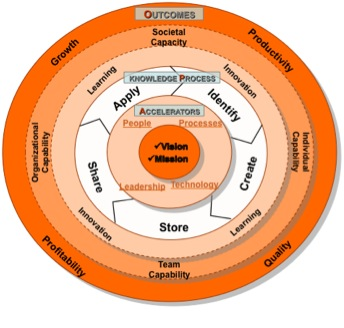 OUTCOMES
Societal
Capacity
Growth
Productivity
Learning
KNOWLEDGE PROCESS
Innovation
Apply
Identify
ACCELERATORS
People
Processes
✓Vision
✓Mission
Organizational
Capability
Individual
Capability
Share
Create
Leadership
Technology
Store
Innovation
Learning
Team
Capability
Profitability
Quality